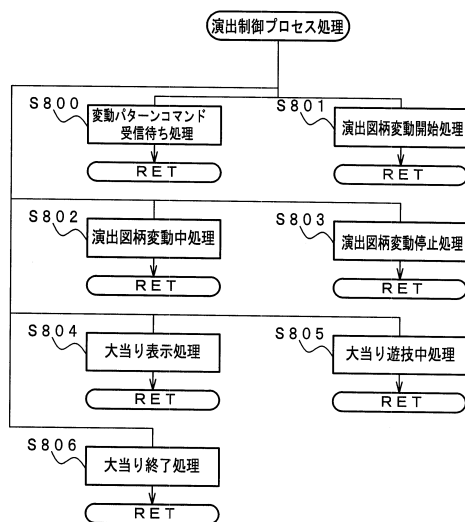 演出制御プロセス処理
S800
変動パターンコマンド
受信待ち処理
RET
S801
演出図柄変動開始処理
RET
S802
演出図柄変動中処理
RET
S803
演出図柄変動停止処理
RET
S804
大当り表示処理
RET
S805
大当り遊技中処理
RET
S806
大当り終了処理
RET